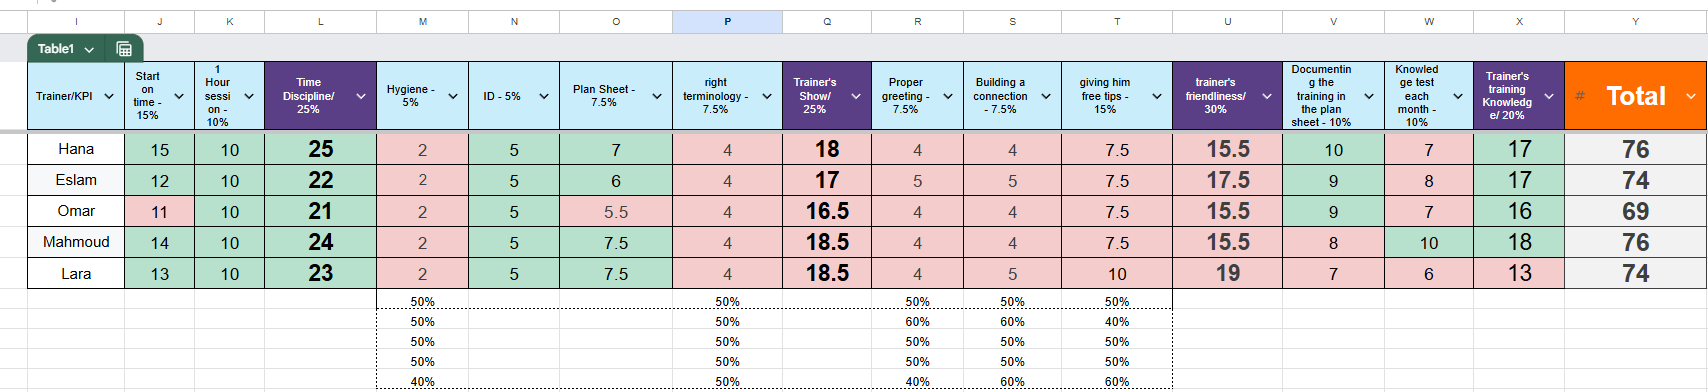 I J K L M N O P Q R S T U V W X Y
Table1
Trainer/KPI
Start
on
time -
15%
1
Hour
sessi
on -
10%
Time
Discipline/
25%
Hygiene -
5%
ID - 5%
Plan Sheet -
7.5%
right
terminology -
7.5%
Trainer's
Show/
25%
Proper
greeting -
7.5%
Building a
connection
- 7.5%
giving him
free tips -
15%
trainer's
friendliness/
30%
Documentin
g the
training in
the plan
sheet - 10%
Knowled
ge test
each
month -
10%
Trainer's
training
Knowledg
e/ 20%
# Total
Hana 15 10 25 2 5 7 4 18 4 4 7.5 15.5 10 7 17 76
Eslam 12 10 22 2 5 6 4 17 5 5 7.5 17.5 9 8 17 74
Omar 11 10 21 2 5 5.5 4 16.5 4 4 7.5 15.5 9 7 16 69
Mahmoud 14 10 24 2 5 7.5 4 18.5 4 4 7.5 15.5 8 10 18 76
Lara 13 10 23 2 5 7.5 4 18.5 4 5 10 19 7 6 13 74
50% 50% 50% 50% 50%
50% 50% 60% 60% 40%
50% 50% 50% 50% 50%
50% 50% 50% 50% 50%
40% 50% 40% 60% 60%